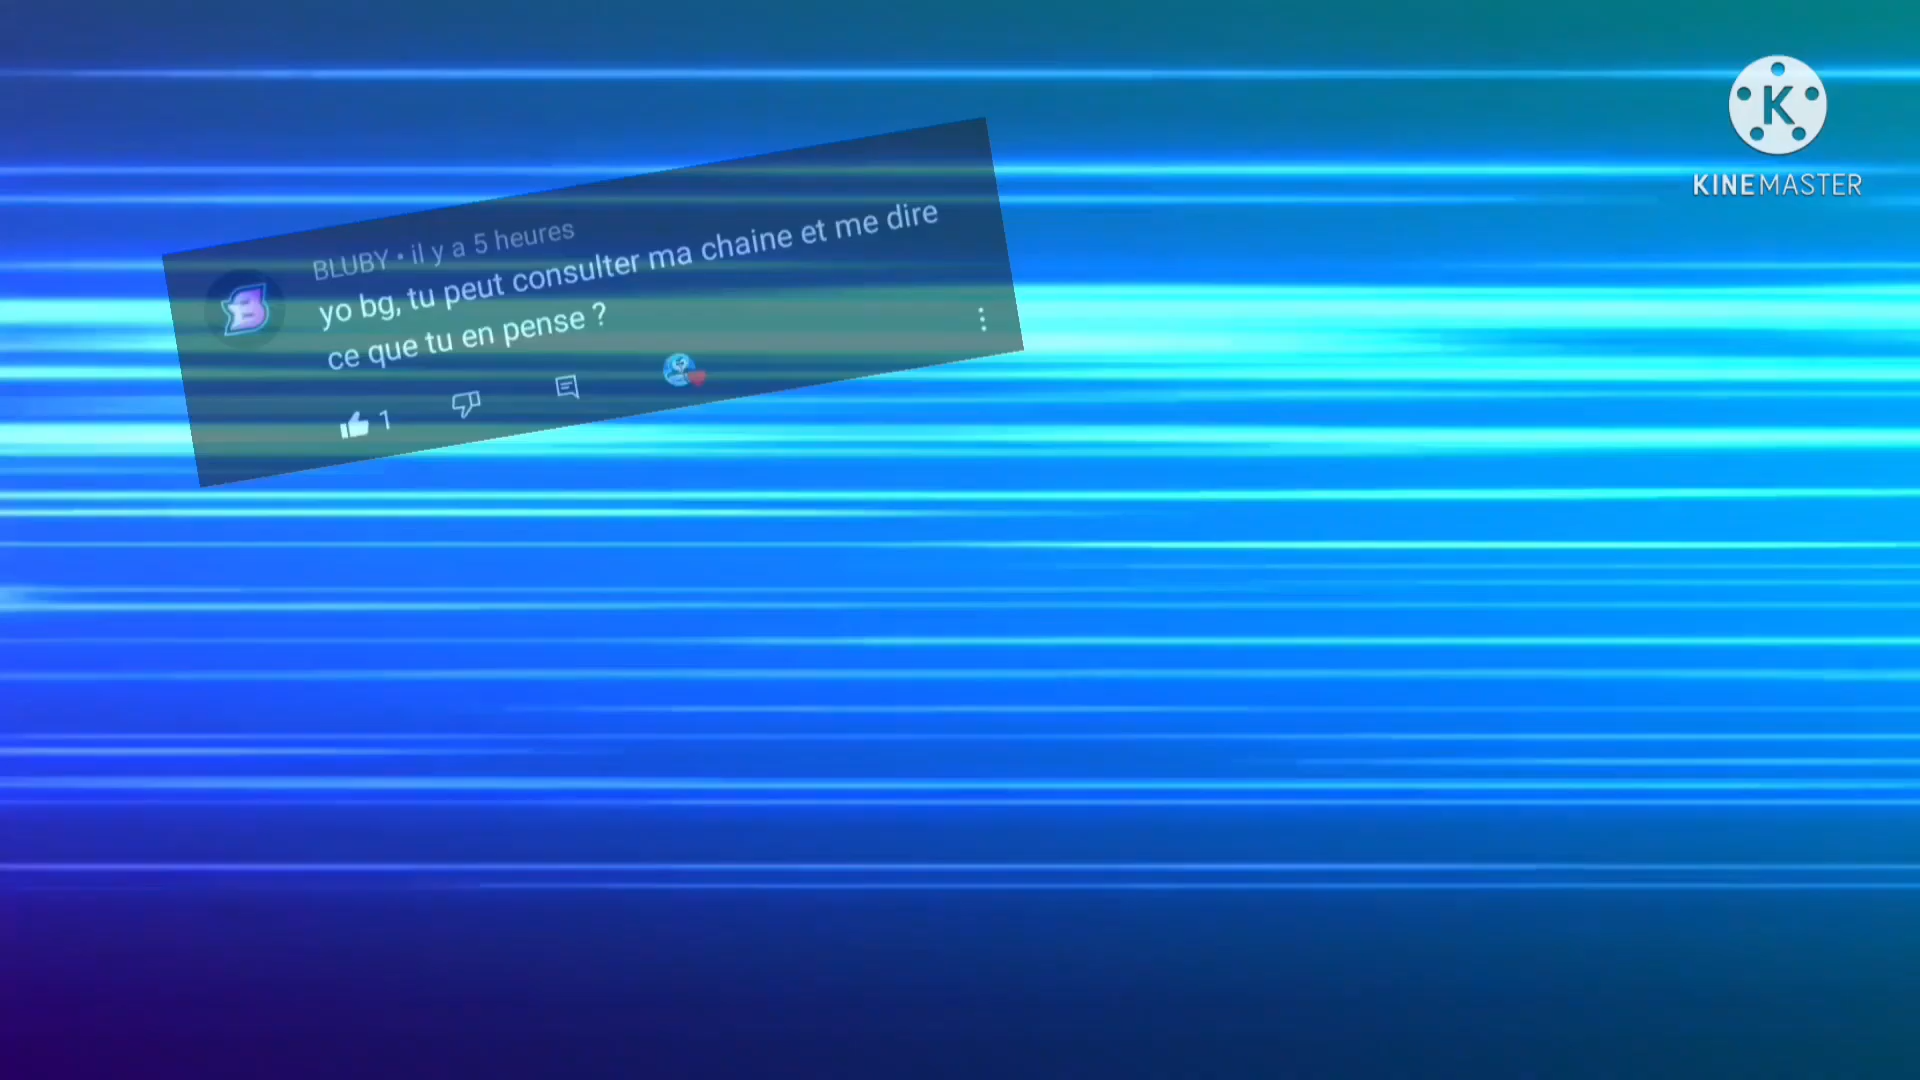 BLUBY • il y a 5 heures
yo bg, tu peut consulter ma chaine et me dire
ce que tu en pense ?
1
K
KINEMASTER